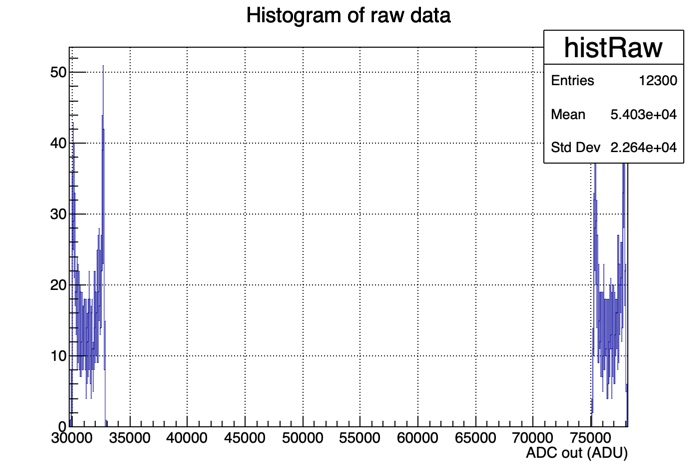 Histogram of raw data
histRaw
Entries 12300
Mean 5.403e+04
Std Dev 2.264e+04
50
40
30
20
10
0
30000 35000 40000 45000 50000 55000 60000 65000 70000 75000
ADC out (ADU)